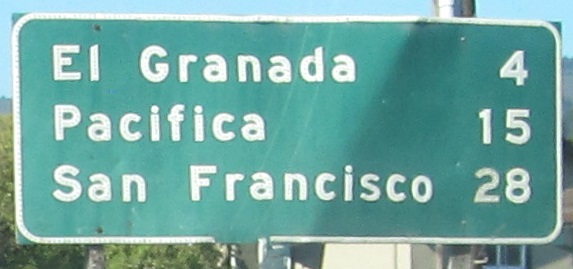 El Granada 4
Pacifica 15
San Francisco 28